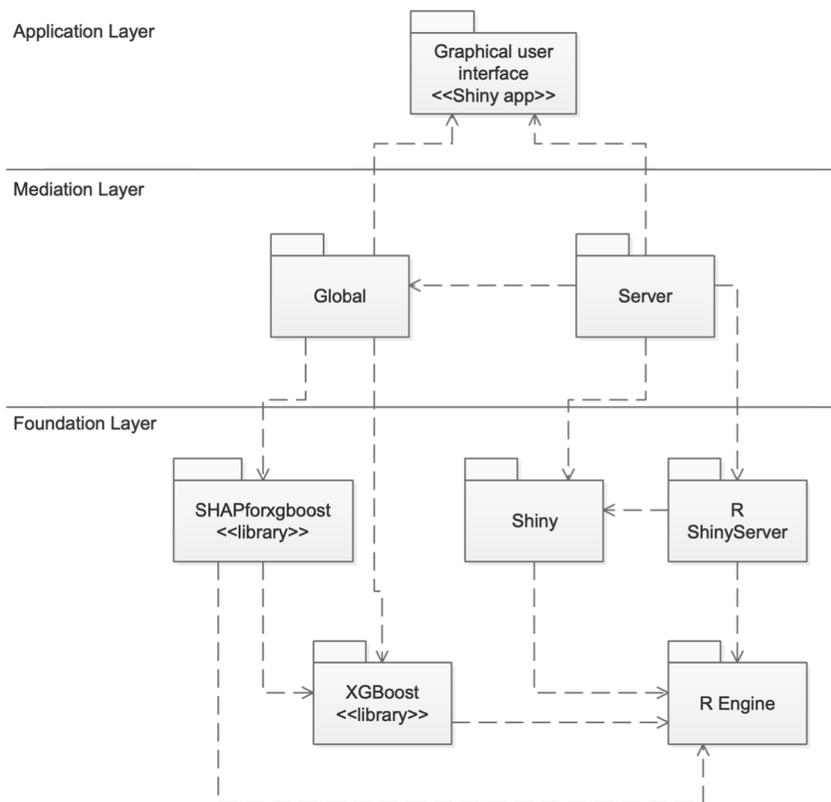 Application Layer
Graphical user
interface
<<Shiny app>>
Mediation Layer
Global
Server
Foundation Layer
SHAPforxgboost
<<library>>
Shiny
R
ShinyServer
XGBoost
<<library>>
R Engine